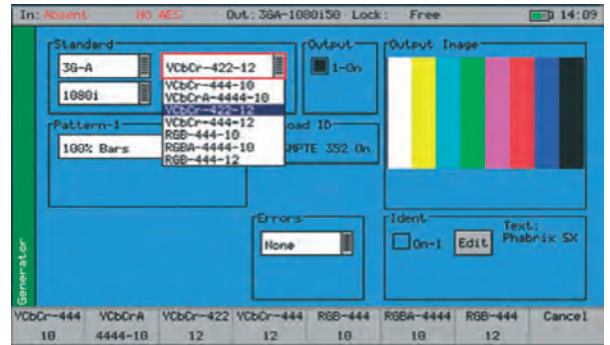 In: Absent NO AES Out: 3GA-1080i50 Lock: Free 14:09
Standard
3G-A
YCbCr-422-12
1080i
YCbCr-444-10
YCbCrA-4444-10
YCbCr-422-12
YCbCr-444-12
RGB-444-10
RGBA-4444-10
RGB-444-12
Output
1-On
Output Image
Pattern-1
100% Bars
oad ID
MPTE 352 On
Errors
None
Ident
On-1
Edit
Text:
Phabrix SX
Generator
YCbCr-444 YCbCrA YCbCr-422 YCbCr-444 RGB-444 RGBA-4444 RGB-444 Cancel
10 4444-10 12 12 10 10 12